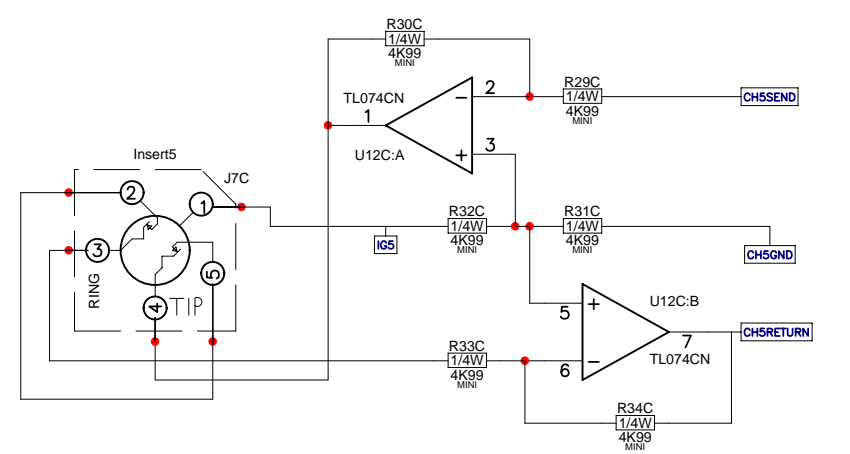 R30C
1/4W
4K99
MINI
TL074CN
2
R29C
1/4W
4K99
MINI
CH5SEND
1
3
U12C:A
Insert5
J7C
2
1
R32C
1/4W
4K99
MINI
R31C
1/4W
4K99
MINI
IG5
CH5GND
3
RING
5
4
TIP
U12C:B
5
7
CH5RETURN
R33C
1/4W
4K99
MINI
6
TL074CN
R34C
1/4W
4K99
MINI